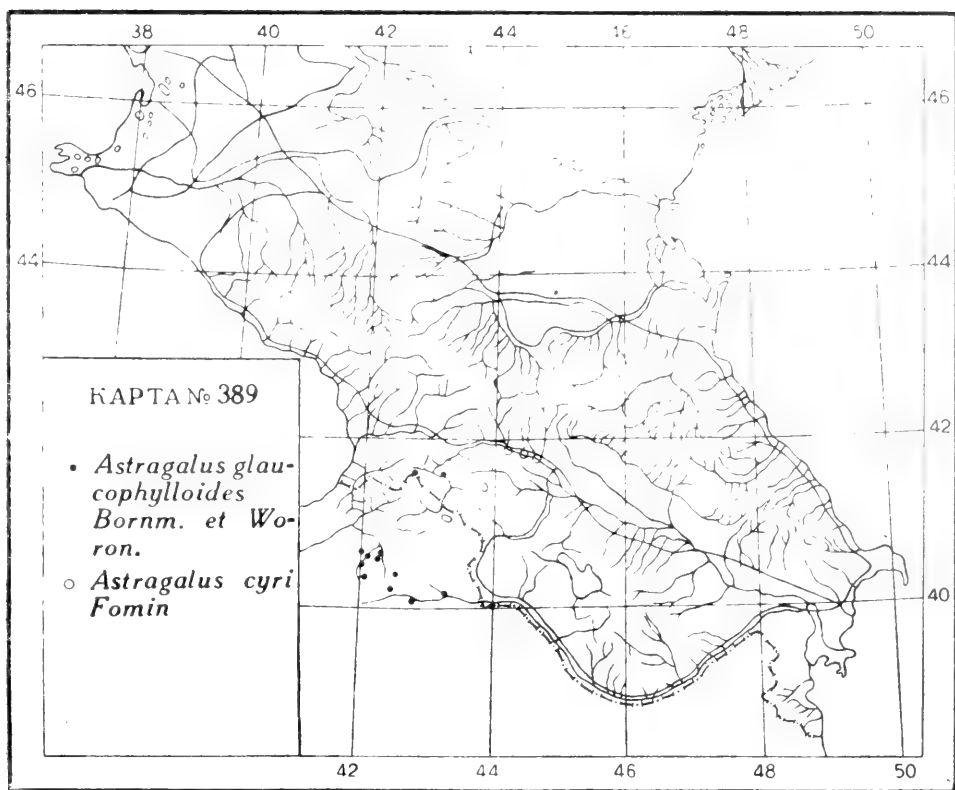 38 40 42 44 16 48 50
46 46
44 44
КАРТА № 389
42
• Astragalus glau-
cophylloides
Bornm. et Wo-
ron.
○ Astragalus cyri
Fomin
40
42 44 46 48 50